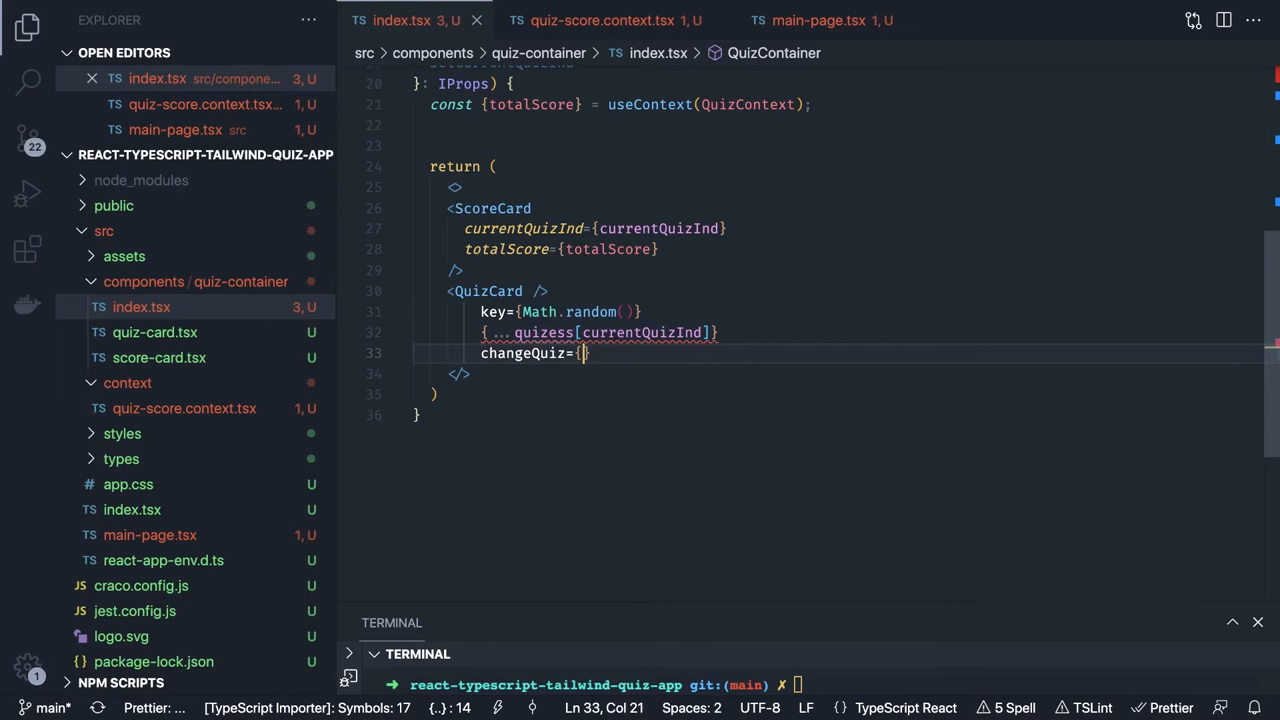 EXPLORER
OPEN EDITORS
index.tsx src/compone... 3, U
quiz-score.context.tsx... 1, U
main-page.tsx src 1, U
REACT-TYPESCRIPT-TAILWIND-QUIZ-APP
node_modules
public
src
assets
components / quiz-container
index.tsx 3, U
quiz-card.tsx U
score-card.tsx U
context
quiz-score.context.tsx 1, U
styles
types
app.css U
index.tsx U
main-page.tsx 1, U
react-app-env.d.ts U
craco.config.js U
jest.config.js U
logo.svg U
package-lock.json U
NPM SCRIPTS
22
1
index.tsx 3, U
quiz-score.context.tsx 1, U
main-page.tsx 1, U
src > components > quiz-container > index.tsx > QuizContainer
20 }: IProps) {
21 const {totalScore} = useContext(QuizContext);
22
23
24 return (
25 <>
26 <ScoreCard
27 currentQuizInd={currentQuizInd}
28 totalScore={totalScore}
29 />
30 <QuizCard />
31 key={Math.random()}
32 {...quizess[currentQuizInd]}
33 changeQuiz={}
34 </>
35 )
36 }
TERMINAL
TERMINAL
➜ react-typescript-tailwind-quiz-app git:(main) ✗
main* Prettier: ... [TypeScript Importer]: Symbols: 17 {..}: 14 Ln 33, Col 21 Spaces: 2 UTF-8 LF {} TypeScript React 5 Spell TSLint Prettier